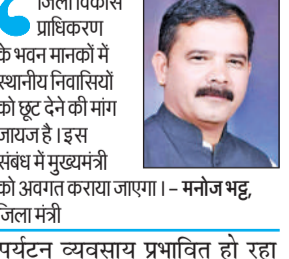 जिला विकास
प्राधिकरण
के भवन मानकों में
स्थानीय निवासियों
को छूट देने की मांग
जायज है । इस
संबंध में मुख्यमंत्री
को अवगत कराया जाएगा । – मनोज भट्ट,
जिला मंत्री
पर्यटन व्यवसाय प्रभावित हो रहा